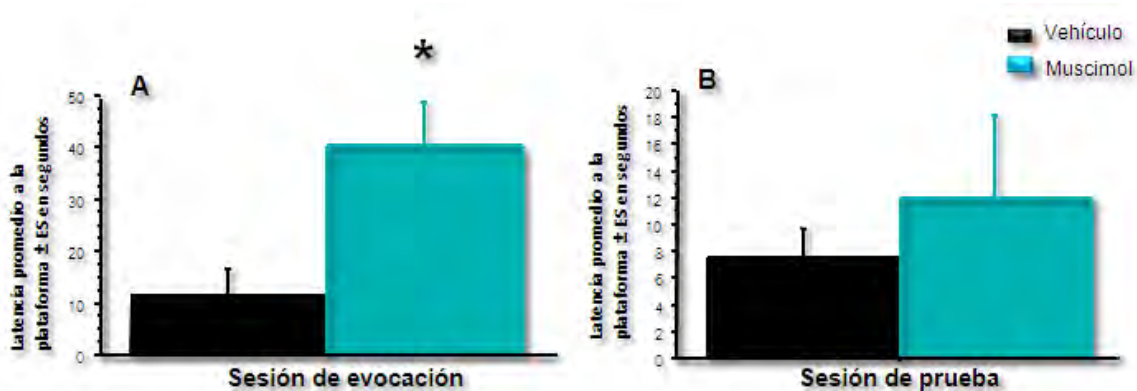 Vehículo
Muscimol
*
A
B
Latencia promedio a la
plataforma ± ES en segundos
50
40
30
20
10
0
Sesión de evocación
Latencia promedio a la
plataforma ± ES en segundos
20
18
16
14
12
10
8
6
4
2
0
Sesión de prueba